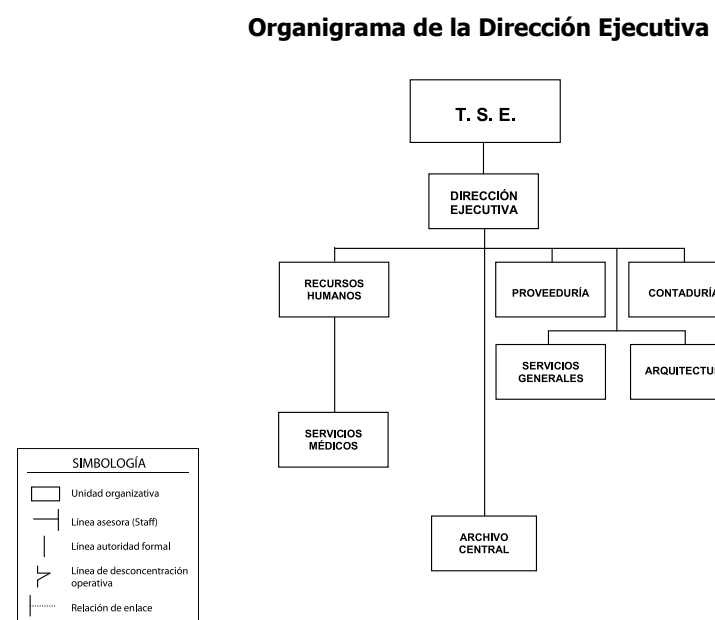 Organigrama de la Dirección Ejecutiva
T. S. E.
DIRECCIÓN
EJECUTIVA
RECURSOS
HUMANOS
PROVEEDURÍA
CONTADURÍA
SERVICIOS
GENERALES
SERVICIOS
MÉDICOS
ARCHIVO
CENTRAL
SIMBOLOGÍA
Unidad organizativa
Línea asesora (Staff)
Línea autoridad formal
Línea de desconcentración
operativa
Relación de enlace